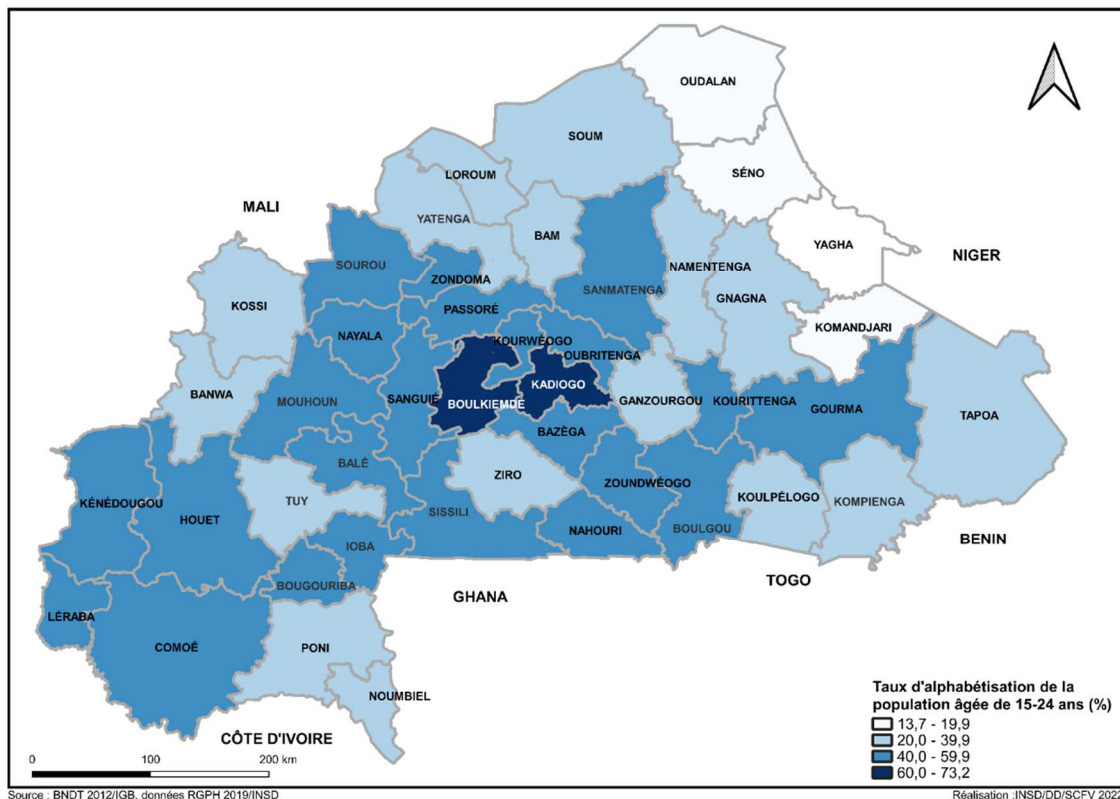 OUDALAN
SOUM
SÉNO
LOROUM
MALI
YATENGA
BAM
YAGHA
NIGER
SOUROU
ZONDOMA
NAMENTENGA
SANMATENGA
GNAGNA
KOSSI
PASSORÉ
KOMANDJARI
NAYALA
KOURWÉOGO
OUBRITENGA
BANWA
MOUHOUN
SANGUIÉ
BOULKIEMDÉ
KADIOGO
GANZOURGOU
KOURITTENGA
GOURMA
TAPOA
BAZÈGA
BALÉ
ZIRO
KÉNÉDOUGOU
TUY
SISSILI
ZOUNDWÉOGO
KOULPÉLOGO
KOMPIENGA
HOUET
NAHOURI
BOULGOU
BENIN
IOBA
BOUGOURIBA
GHANA
TOGO
LÉRABA
COMOÉ
PONI
NOUMBIEL
CÔTE D'IVOIRE
Taux d'alphabétisation de la
population âgée de 15-24 ans (%)
13,7 - 19,9
20,0 - 39,9
40,0 - 59,9
60,0 - 73,2
0 100 200 km
Source : BNDT 2012/IGB, données RGPH 2019/INSD
Réalisation :INSD/DD/SCFV 2022